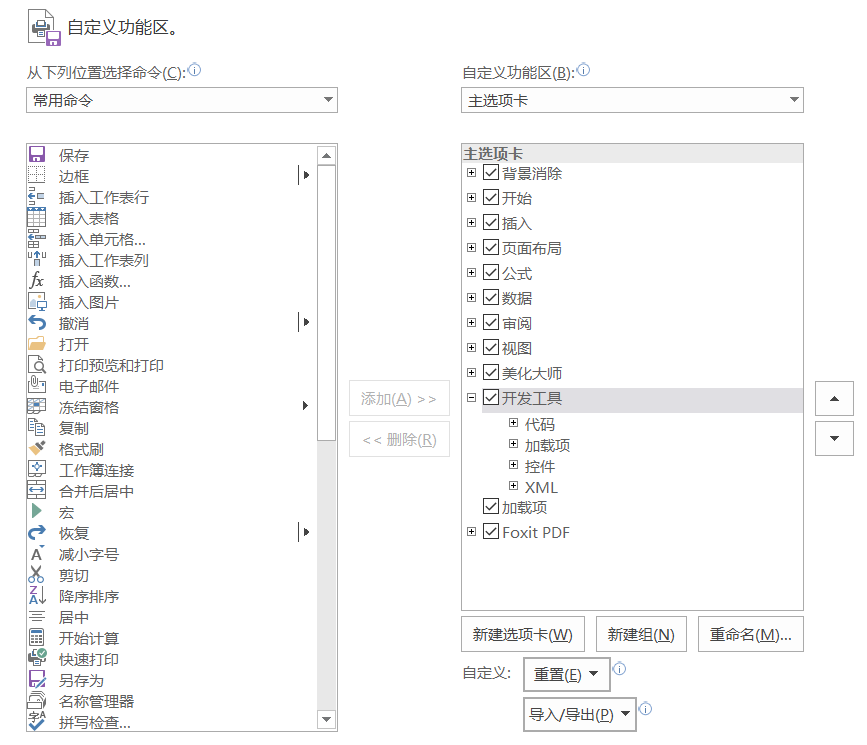 自定义功能区。
从下列位置选择命令(C):
常用命令
保存
边框
插入工作表行
插入表格
插入单元格...
插入工作表列
插入函数...
插入图片
撤消
打开
打印预览和打印
电子邮件
冻结窗格
复制
格式刷
工作簿连接
合并后居中
宏
恢复
减小字号
剪切
降序排序
居中
开始计算
快速打印
另存为
名称管理器
拼写检查...
添加(A) >>
<< 删除(R)
自定义功能区(B):
主选项卡
主选项卡
背景消除
开始
插入
页面布局
公式
数据
审阅
视图
美化大师
开发工具
代码
加载项
控件
XML
加载项
Foxit PDF
新建选项卡(W)
新建组(N)
重命名(M)...
自定义:
重置(E)
导入/导出(P)